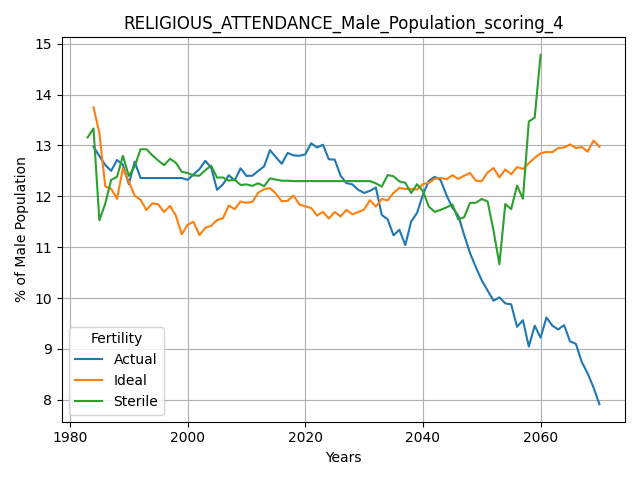 RELIGIOUS_ATTENDANCE_Male_Population_scoring_4
15
14
13
12
11
10
9
8
% of Male Population
Fertility
Actual
Ideal
Sterile
1980 2000 2020 2040 2060
Years